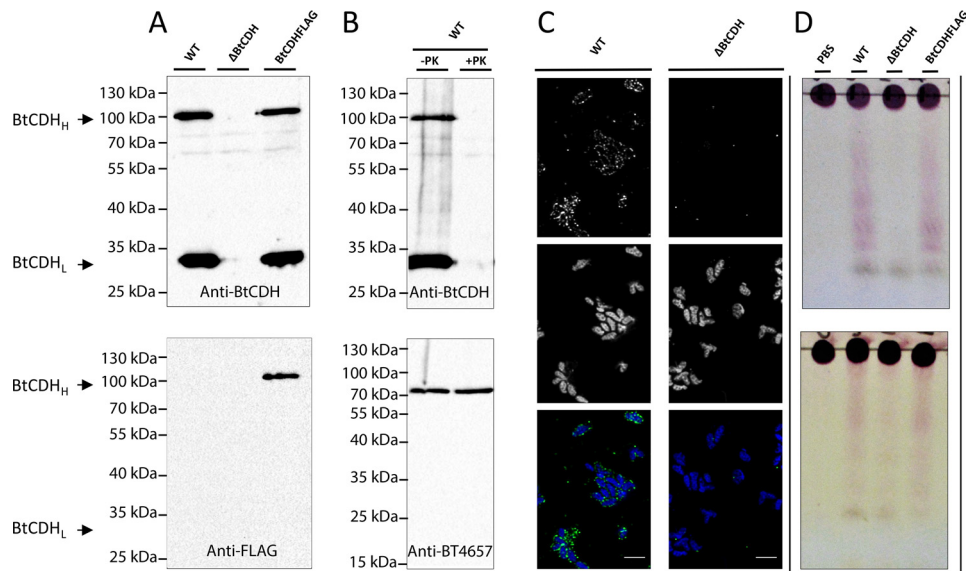 A
WT
ΔBtCDH
BtCDHFLAG
BtCDHH
BtCDHL
130 kDa
100 kDa
70 kDa
55 kDa
40 kDa
35 kDa
25 kDa
Anti-BtCDH
BtCDHH
BtCDHL
130 kDa
100 kDa
70 kDa
55 kDa
40 kDa
35 kDa
25 kDa
Anti-FLAG
B
WT
-PK +PK
130 kDa
100 kDa
70 kDa
55 kDa
40 kDa
35 kDa
25 kDa
Anti-BtCDH
130 kDa
100 kDa
70 kDa
55 kDa
40 kDa
35 kDa
25 kDa
15 kDa
Anti-BT4657
C
WT
ΔBtCDH
D
PBS
WT
ΔBtCDH
BtCDHFLAG